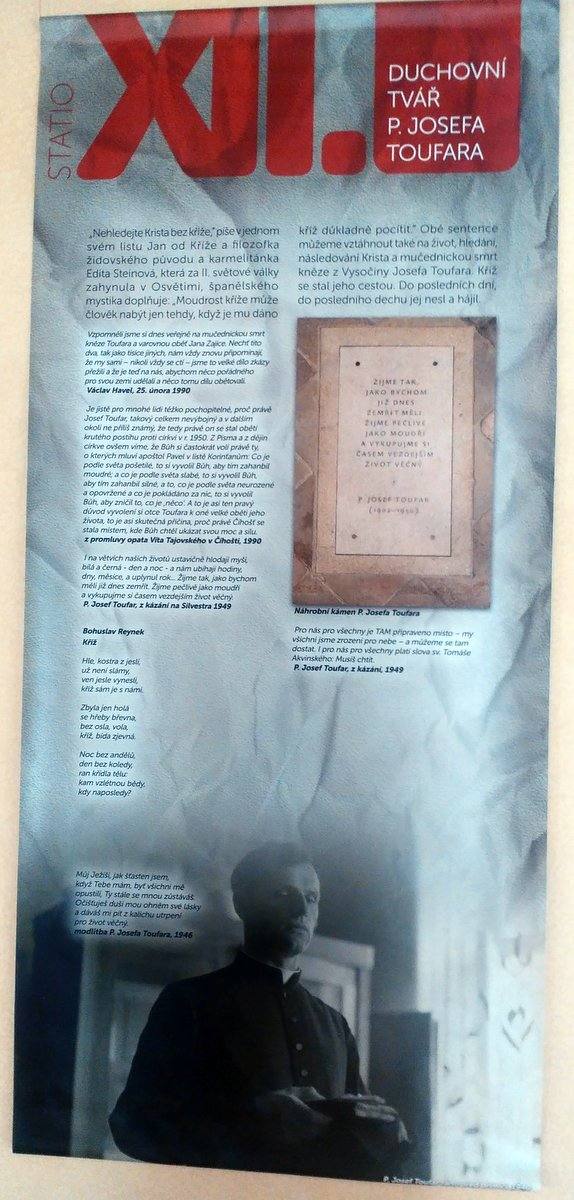 STATIO
XII.
DUCHOVNÍ
TVÁŘ
P. JOSEFA
TOUFARA
„Nehledejte Krista bez kříže,“ píše v jednom
svém listu Jan od Kříže a filozofka
židovského původu a karmelitánka
Edita Steinová, která za II. světové války
zahynula v Osvětimi, španělského
mystika doplňuje: „Moudrost kříže může
člověk nabýt jen tehdy, když je mu dáno
kříž důkladně pocítit.“ Obě sentence
můžeme vztáhnout také na život, hledání,
následování Krista a mučednickou smrt
kněze z Vysočiny Josefa Toufara. Kříž
se stal jeho cestou. Do posledních dní,
do posledního dechu jej nesl a hájil.
Vzpomněli jsme si dnes veřejně na mučednickou smrt
kněze Toufara a varovnou oběť Jana Zajíce. Nechť tito
dva, tak jako tisíce jiných, nám vždy znovu připomínají,
že my sami – nikoli vždy se ctí – jsme to velké dílo zkázy
přežili a že je teď na nás, abychom něco pořádného
pro svou zemi udělali a něco tomu dílu obětovali.
Václav Havel, 25. února 1990
Je jistě pro mnohé lidi těžko pochopitelné, proč právě
Josef Toufar, takový celkem nevýbojný a v dalším
okolí ne příliš známý, že tedy právě on se stal obětí
krutého postihu proti církvi v r. 1950. Z Písma a z dějin
církve ovšem víme, že Bůh si častokrát volí právě ty,
o kterých mluví apoštol Pavel v listě Korinťanům: Co je
podle světa pošetilé, to si vyvolil Bůh, aby tím zahanbil
moudré; a co je podle světa slabé, to si vyvolil Bůh,
aby tím zahanbil silné, a to, co je podle světa neurozené
a opovržené a co je pokládáno za nic, to si vyvolil
Bůh, aby zničil to, co je ‚něco‘. A to je asi ten pravý
důvod vyvolení si otce Toufara k oné velké oběti jeho
života, to je asi skutečná příčina, proč právě Číhošť se
stala místem, kde Bůh chtěl ukázat svou moc a sílu.
z promluvy opata Víta Tajovského v Číhošti, 1990
I na větvích našich životů ustavičně hlodají myši,
bílá a černá - den a noc - a nám ubíhají hodiny,
dny, měsíce, a uplynul rok... Žijme tak, jako bychom
měli již dnes zemřít. Žijme pečlivě jako moudří
a vykupujme si časem vezdejším život věčný.
P. Josef Toufar, z kázání na Silvestra 1949
Bohuslav Reynek
Kříž
Hle, kostra z jeslí,
už není slámy,
ven jesle vynesli,
kříž sám je s námi.
Zbyla jen holá
se hřeby břevna,
bez osla, vola,
kříž, bída zjevná.
Noc bez andělů,
den bez koledy,
ran křídla tělu:
kam vzlétnou bědy,
kdy naposledy?
ŽIJME TAK,
JAKO BYCHOM
JIŽ DNES
ZEMŘÍT MĚLI.
ŽIJME PEČLIVĚ
JAKO MOUDŘÍ
A VYKUPUJME SI
ČASEM VEZDEJŠÍM
ŽIVOT VĚČNÝ
P. JOSEF TOUFAR
(1902–1950)
Náhrobní kámen P. Josefa Toufara
Pro nás pro všechny je TAM připraveno místo – my
všichni jsme zrozeni pro nebe – a můžeme se tam
dostat. I pro nás pro všechny platí slova sv. Tomáše
Akvinského: Musíš chtít.
P. Josef Toufar, z kázání, 1949
Můj Ježíši, jak šťasten jsem,
když Tebe mám, byť všichni mě
opustili, Ty stále se mnou zůstáváš.
Očišťuješ duši mou ohněm své lásky
a dáváš mi pít z kalichu utrpení
pro život věčný.
modlitba P. Josefa Toufara, 1946
P. Josef